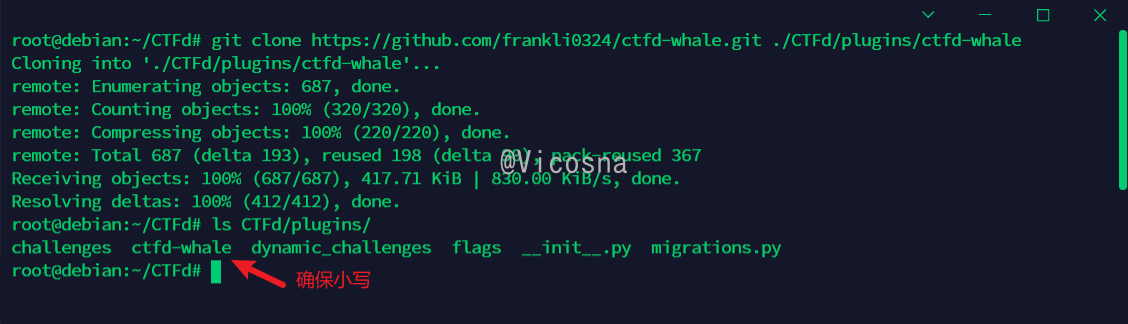 root@debian:~/CTFd# git clone https://github.com/frankli0324/ctfd-whale.git ./CTFd/plugins/ctfd-whale
Cloning into './CTFd/plugins/ctfd-whale'...
remote: Enumerating objects: 687, done.
remote: Counting objects: 100% (320/320), done.
remote: Compressing objects: 100% (220/220), done.
remote: Total 687 (delta 193), reused 198 (delta pack-reused 367
@Vicosna
Receiving objects: 100% (687/687), 417.71 KiB | 830.00 KiB/s, done.
Resolving deltas: 100% (412/412), done.
root@debian:~/CTFd# ls CTFd/plugins/
challenges ctfd-whale dynamic_challenges flags __init__.py migrations.py
root@debian:~/CTFd#
确保小写